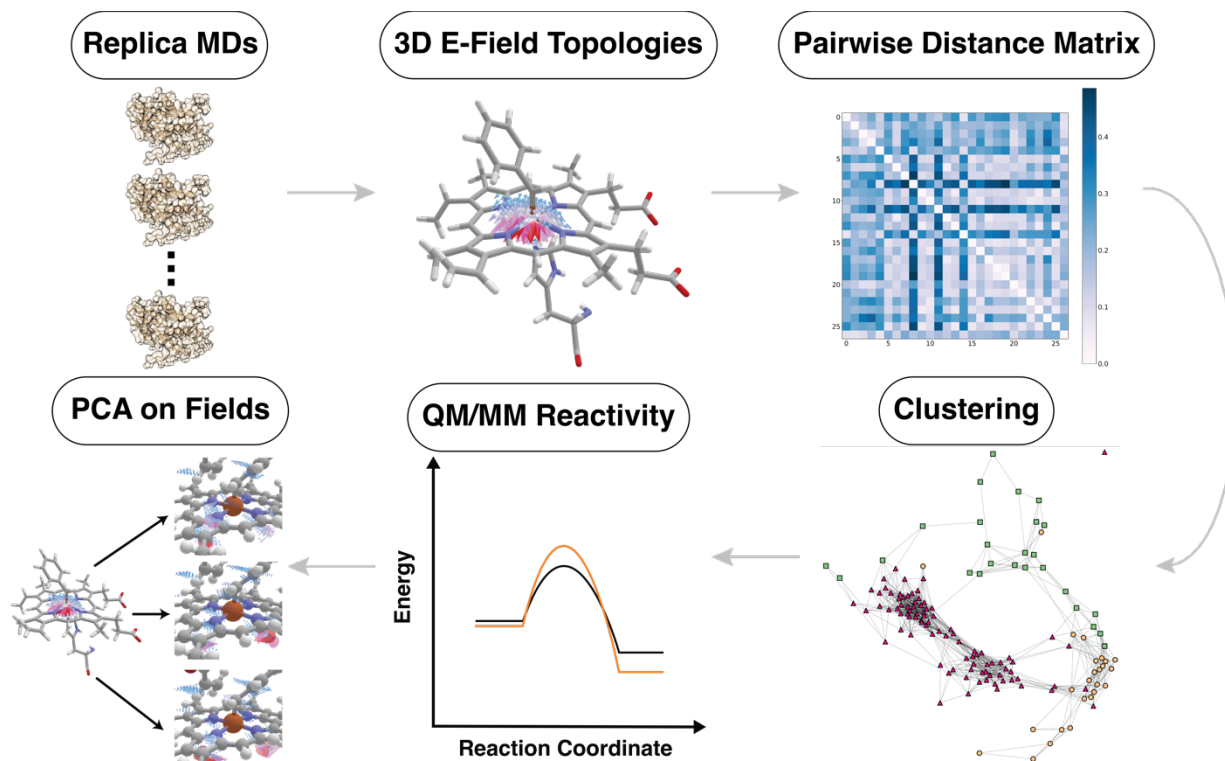 Replica MDs
3D E-Field Topologies
Pairwise Distance Matrix
0
5
10
15
20
25
0
5
10
15
20
25
0.4
0.3
0.2
0.1
0.0
PCA on Fields
QM/MM Reactivity
Clustering
Energy
Reaction Coordinate